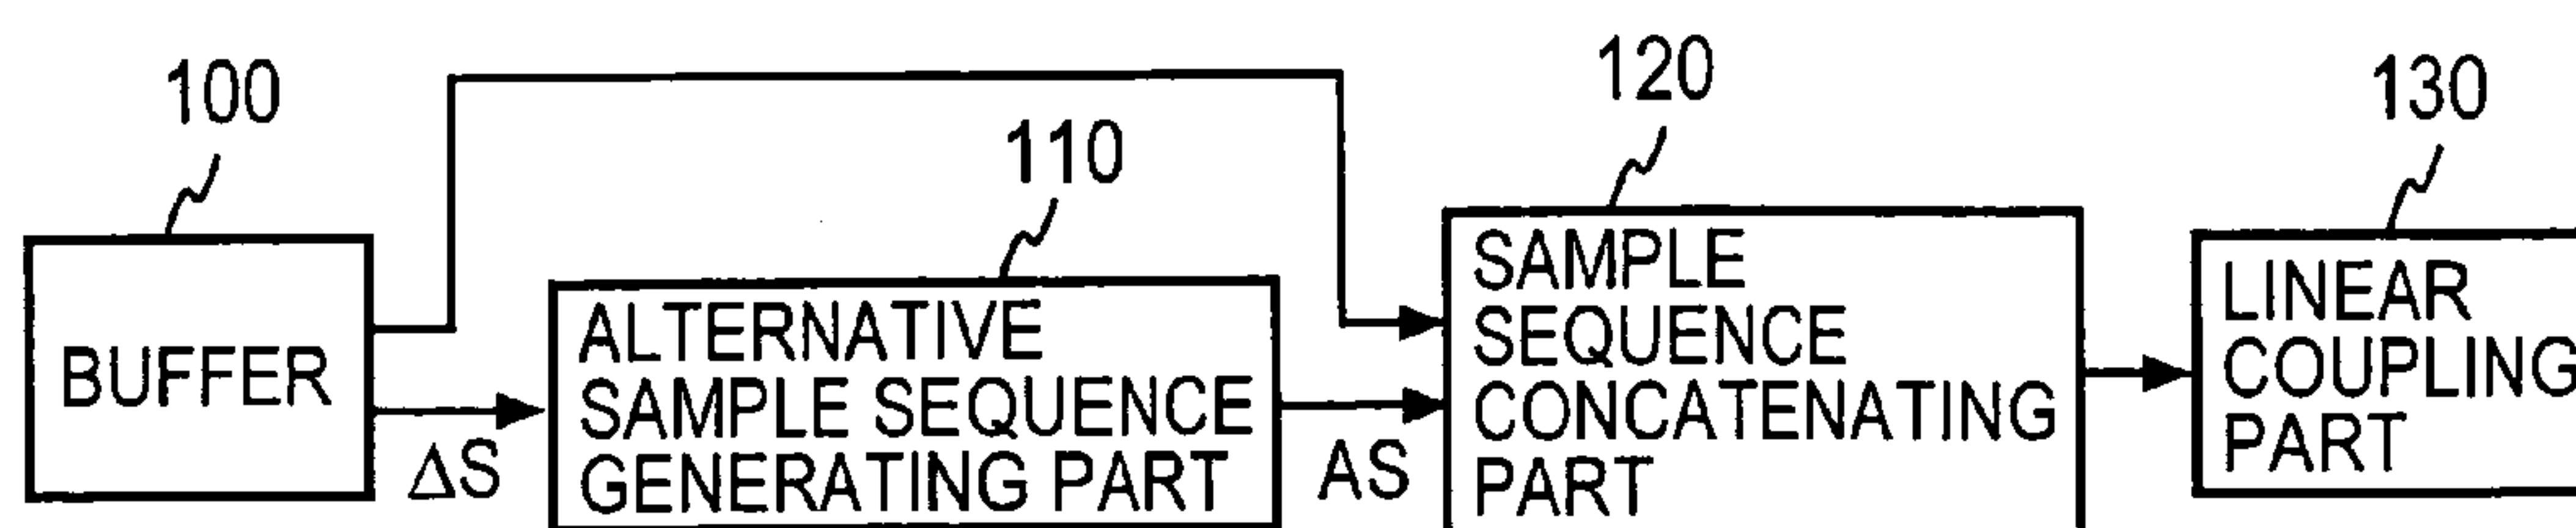 100
110
120
130
BUFFER
ΔS
ALTERNATIVE
SAMPLE SEQUENCE
GENERATING PART
AS
SAMPLE
SEQUENCE
CONCATENATING
PART
LINEAR
COUPLING
PART